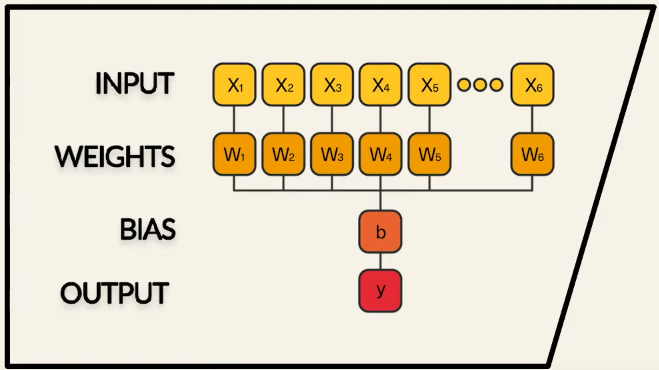 INPUT X₁ X₂ X₃ X₄ X₅ X₆
WEIGHTS W₁ W₂ W₃ W₄ W₅ W₆
BIAS b
OUTPUT y